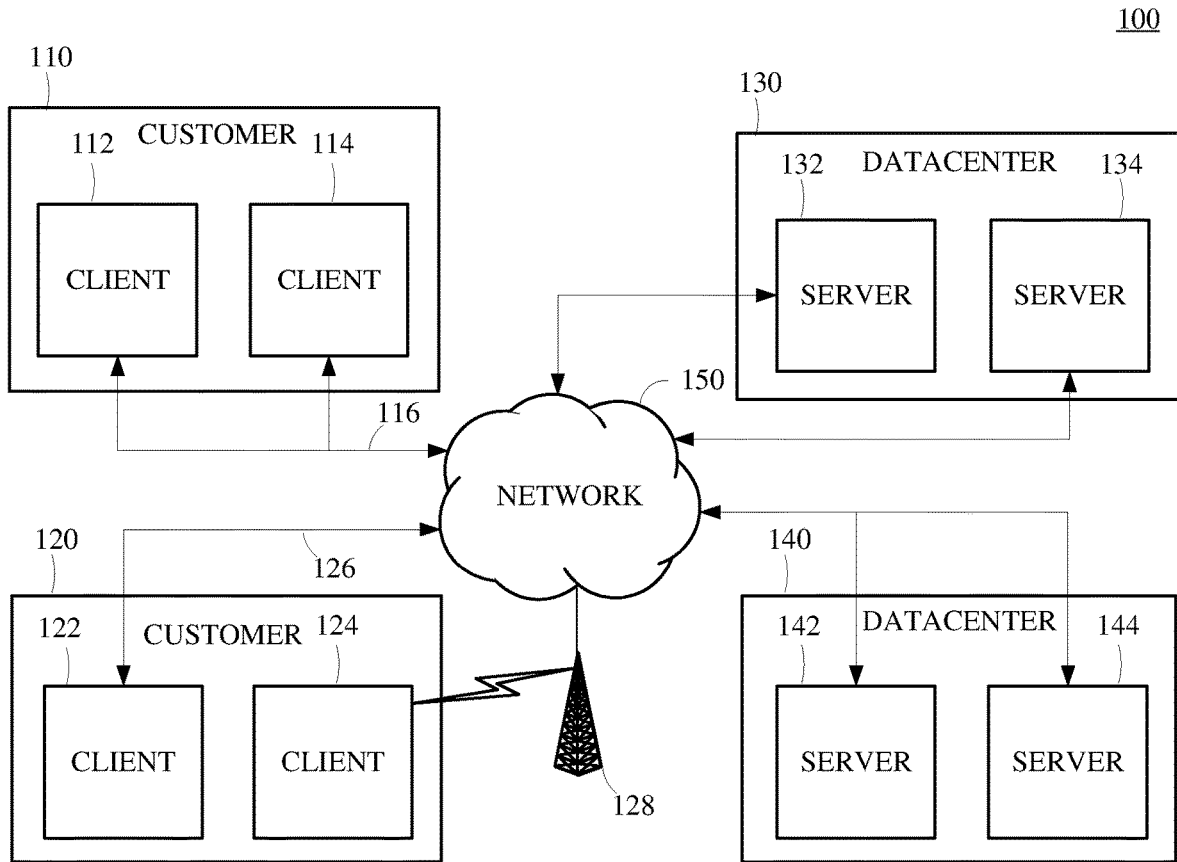 100
110
CUSTOMER
112
114
CLIENT
CLIENT
116
130
DATACENTER
132
134
SERVER
SERVER
150
NETWORK
120
126
CUSTOMER
122
124
CLIENT
CLIENT
128
140
DATACENTER
142
144
SERVER
SERVER